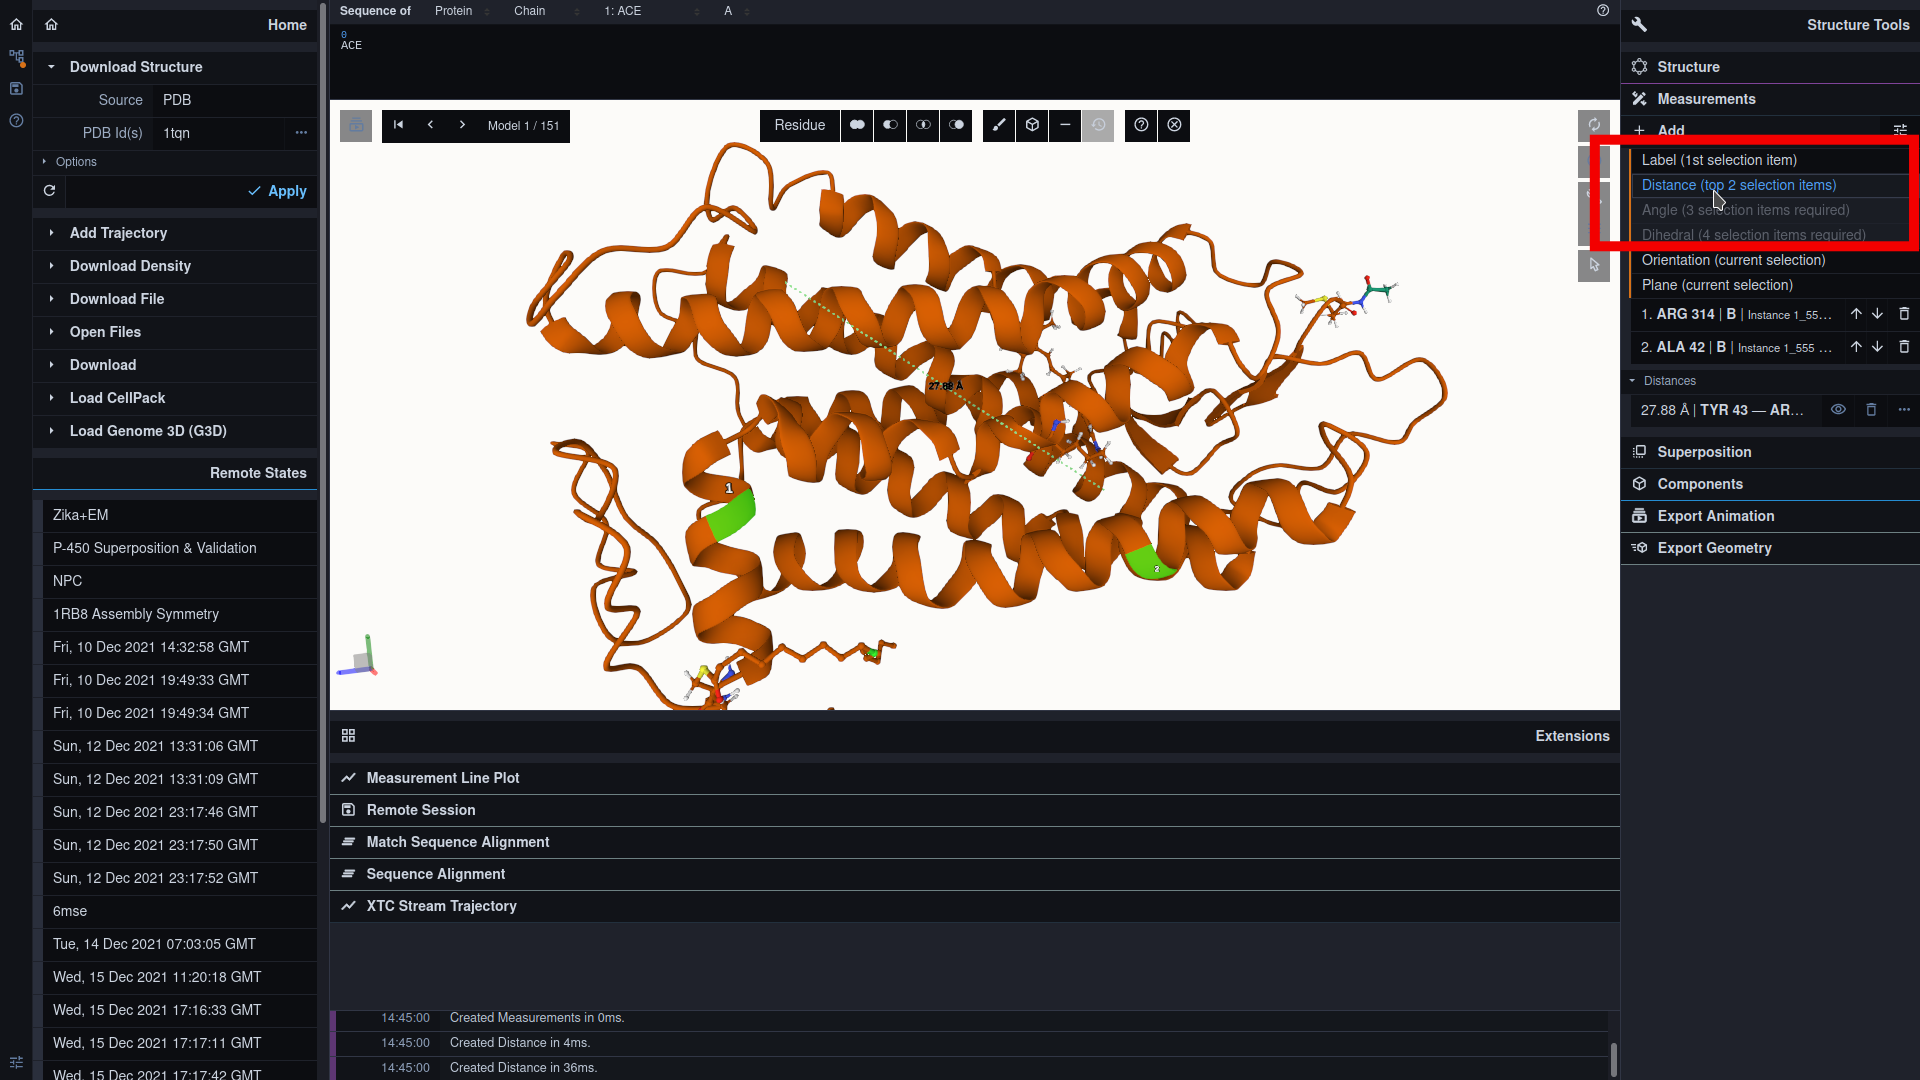 Home
Download Structure
Source PDB
PDB Id(s) 1tqn
Options
Apply
Add Trajectory
Download Density
Download File
Open Files
Download
Load CellPack
Load Genome 3D (G3D)
Remote States
Zika+EM
P-450 Superposition & Validation
NPC
1RB8 Assembly Symmetry
Fri, 10 Dec 2021 14:32:58 GMT
Fri, 10 Dec 2021 19:49:33 GMT
Fri, 10 Dec 2021 19:49:34 GMT
Sun, 12 Dec 2021 13:31:06 GMT
Sun, 12 Dec 2021 13:31:09 GMT
Sun, 12 Dec 2021 23:17:46 GMT
Sun, 12 Dec 2021 23:17:50 GMT
Sun, 12 Dec 2021 23:17:52 GMT
6mse
Tue, 14 Dec 2021 07:03:05 GMT
Wed, 15 Dec 2021 11:20:18 GMT
Wed, 15 Dec 2021 17:16:33 GMT
Wed, 15 Dec 2021 17:17:11 GMT
Wed, 15 Dec 2021 17:17:42 GMT
Sequence of Protein Chain 1: ACE A
0
ACE
Model 1 / 151
Residue
27.88 Å
1
2
Extensions
Measurement Line Plot
Remote Session
Match Sequence Alignment
Sequence Alignment
XTC Stream Trajectory
14:45:00 Created Measurements in 0ms.
14:45:00 Created Distance in 4ms.
14:45:00 Created Distance in 36ms.
Structure Tools
Structure
Measurements
Add
Label (1st selection item)
Distance (top 2 selection items)
Angle (3 selection items required)
Dihedral (4 selection items required)
Orientation (current selection)
Plane (current selection)
1. ARG 314 | B | Instance 1_55...
2. ALA 42 | B | Instance 1_555 ...
Distances
27.88 Å | TYR 43 — AR...
Superposition
Components
Export Animation
Export Geometry